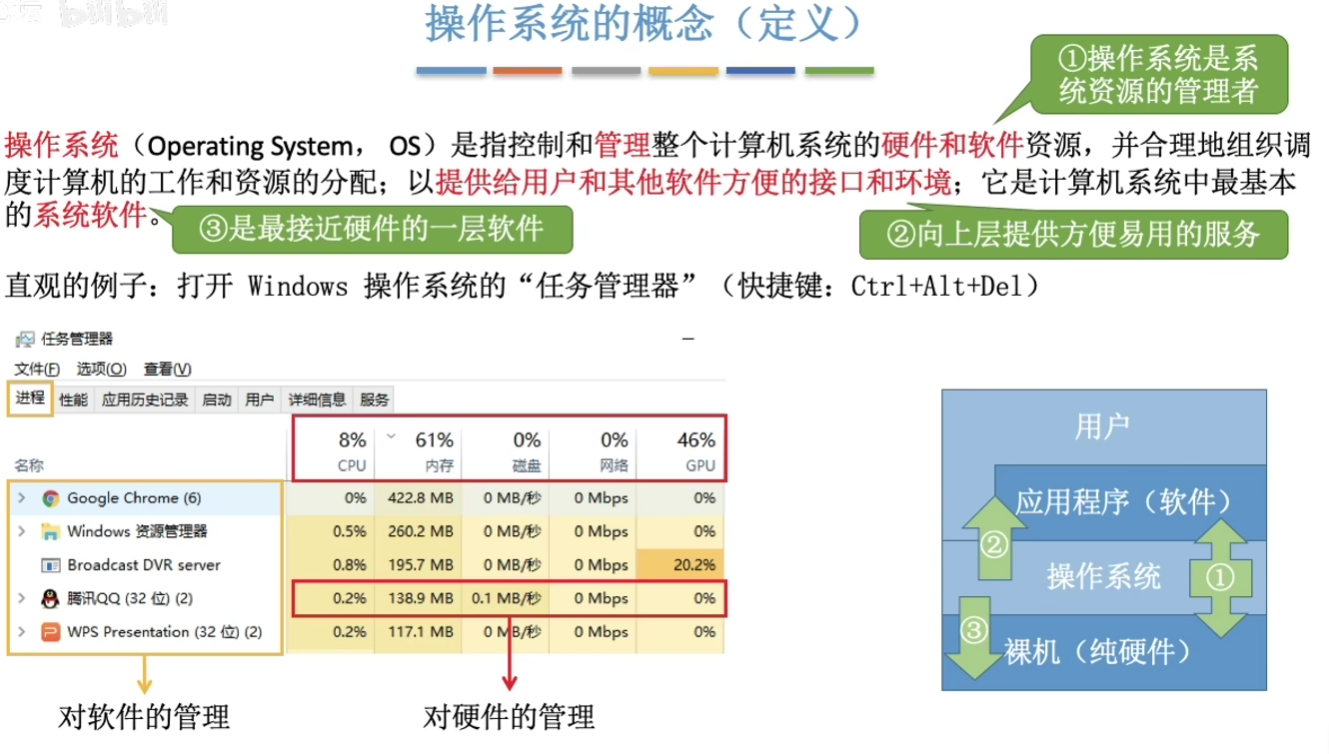 bilibili
操作系统的概念（定义）
①操作系统是系
统资源的管理者
操作系统（Operating System， OS）是指控制和管理整个计算机系统的硬件和软件资源，并合理地组织调
度计算机的工作和资源的分配；以提供给用户和其他软件方便的接口和环境；它是计算机系统中最基本
的系统软件。
③是最接近硬件的一层软件
②向上层提供方便易用的服务
直观的例子：打开 Windows 操作系统的“任务管理器”（快捷键：Ctrl+Alt+Del）
任务管理器
文件(F) 选项(O) 查看(V)
进程 性能 应用历史记录 启动 用户 详细信息 服务
8% 61% 0% 0% 46%
名称 CPU 内存 磁盘 网络 GPU
Google Chrome (6) 0% 422.8 MB 0 MB/秒 0 Mbps 0%
Windows 资源管理器 0.5% 260.2 MB 0 MB/秒 0 Mbps 0%
Broadcast DVR server 0.8% 195.7 MB 0 MB/秒 0 Mbps 20.2%
腾讯QQ (32 位) (2) 0.2% 138.9 MB 0.1 MB/秒 0 Mbps 0%
WPS Presentation (32 位) (2) 0.2% 117.1 MB 0 MB/秒 0 Mbps 0%
对软件的管理
对硬件的管理
用户
应用程序（软件）
②
操作系统
①
③
裸机（纯硬件）